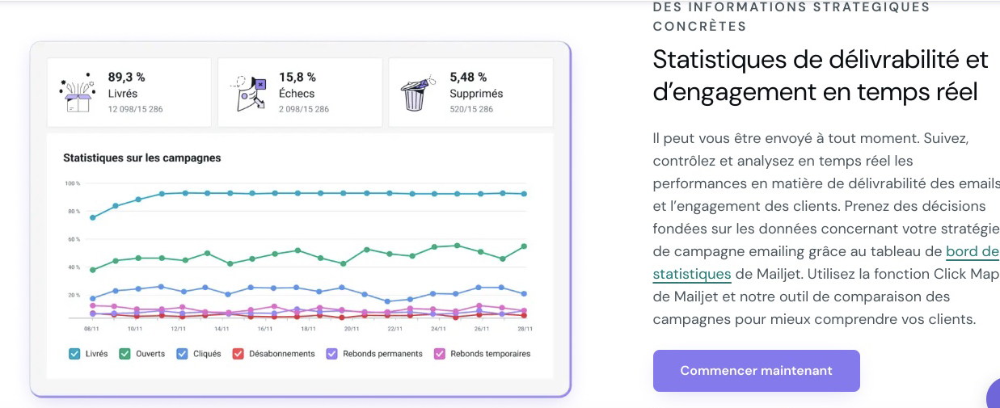 DES INFORMATIONS STRATÉGIQUES
CONCRÈTES
Statistiques de délivrabilité et
d’engagement en temps réel
Il peut vous être envoyé à tout moment. Suivez,
contrôlez et analysez en temps réel les
performances en matière de délivrabilité des emails
et l’engagement des clients. Prenez des décisions
fondées sur les données concernant votre stratégie
de campagne emailing grâce au tableau de bord de
statistiques de Mailjet. Utilisez la fonction Click Map
de Mailjet et notre outil de comparaison des
campagnes pour mieux comprendre vos clients.
Commencer maintenant
89,3 %
Livrés
12 098/15 286
15,8 %
Échecs
2 098/15 286
5,48 %
Supprimés
520/15 286
Statistiques sur les campagnes
100 %
80 %
60 %
40 %
20 %
08/11 10/11 12/11 14/11 16/11 18/11 20/11 22/11 24/11 26/11 28/11
Livrés Ouverts Cliqués Désabonnements Rebonds permanents Rebonds temporaires